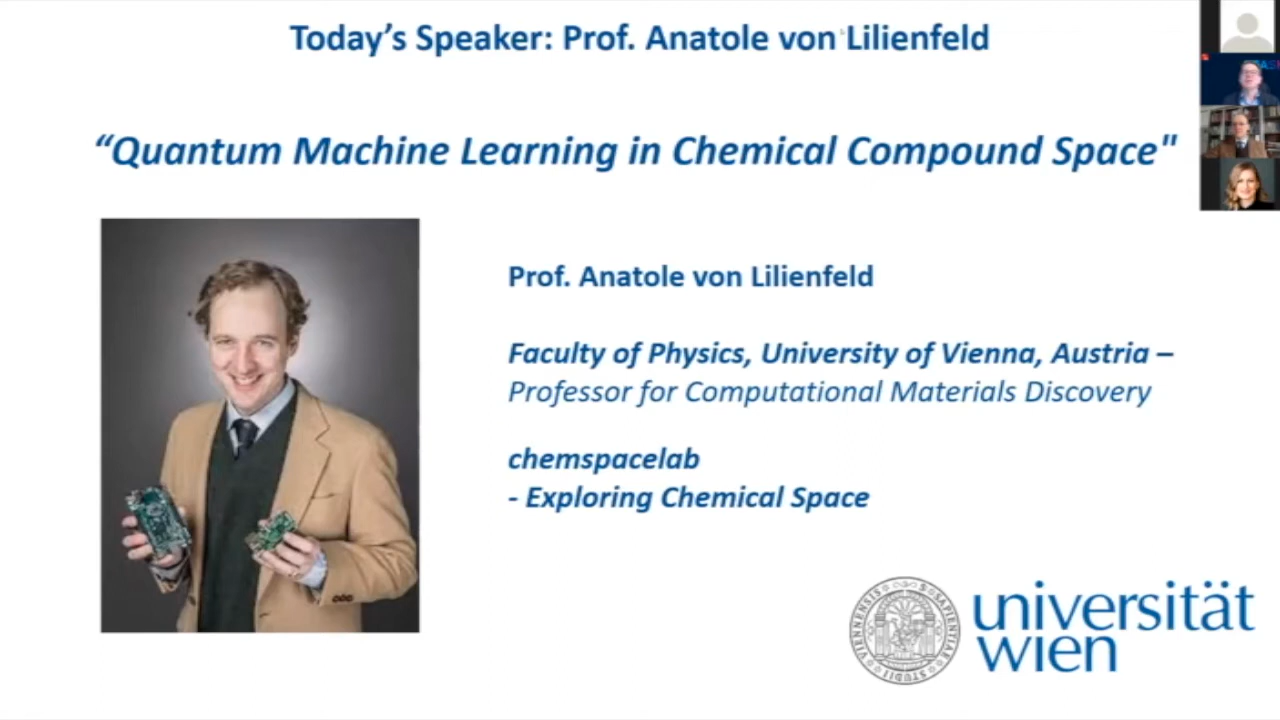 Today's Speaker: Prof. Anatole von Lilienfeld
“Quantum Machine Learning in Chemical Compound Space"
Prof. Anatole von Lilienfeld
Faculty of Physics, University of Vienna, Austria –
Professor for Computational Materials Discovery
chemspacelab
- Exploring Chemical Space
universität
wien